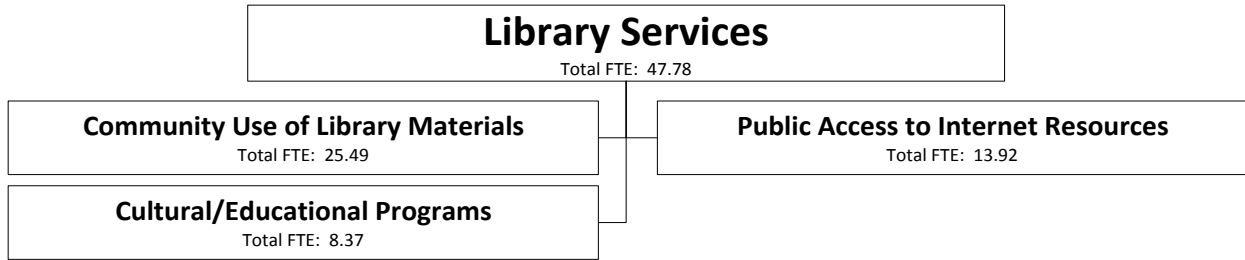 Library Services
Total FTE: 47.78
Community Use of Library Materials
Total FTE: 25.49
Public Access to Internet Resources
Total FTE: 13.92
Cultural/Educational Programs
Total FTE: 8.37